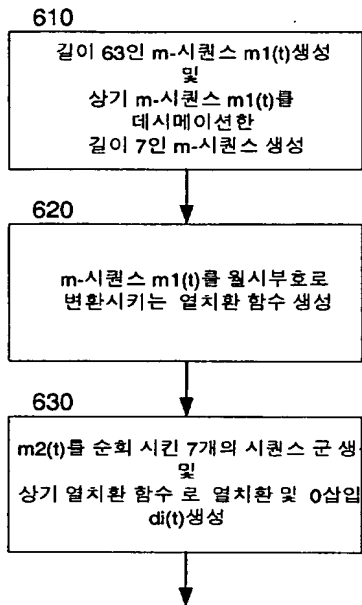 610
길이 63인 m-시퀀스 m1(t)생성
및
상기 m-시퀀스 m1(t)를
데시메이션한
길이 7인 m-시퀀스 생성
620
m-시퀀스 m1(t)를 월시부호로
변환시키는 열치환 함수 생성
630
m2(t)를 순회 시킨 7개의 시퀀스 군 생
및
상기 열치환 함수 로 열치환 및 0삽입
di(t)생성